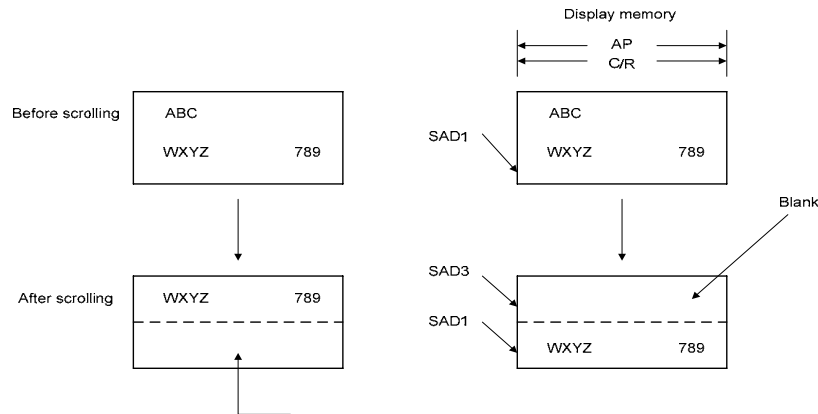 Display memory
AP
C/R
Before scrolling
ABC
WXYZ 789
SAD1
ABC
WXYZ 789
Blank
After scrolling
WXYZ 789
SAD3
SAD1
WXYZ 789